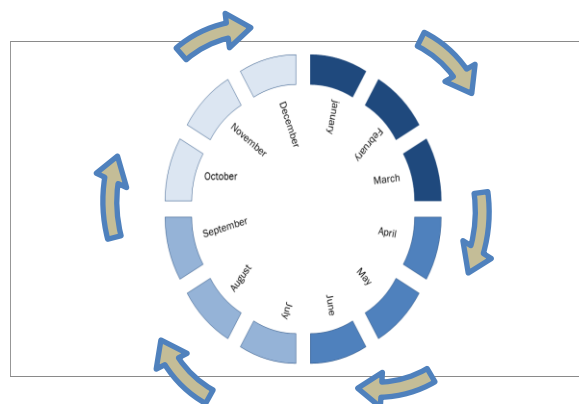 january
February
March
April
May
June
July
August
September
October
November
December